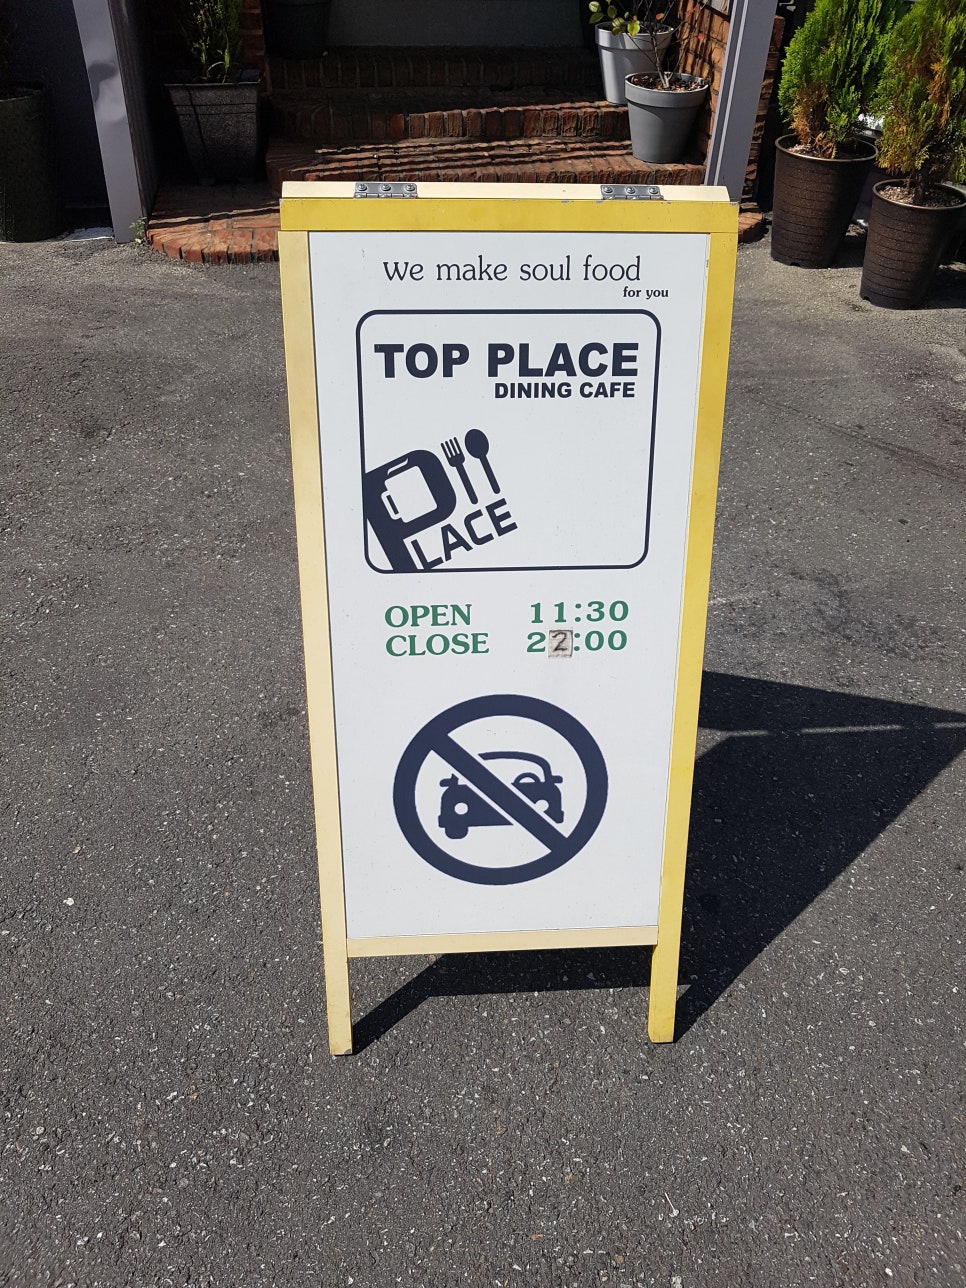 We make soul food
for you
TOP PLACE
DINING CAFE
PLACE
OPEN 11:30
CLOSE 22:00